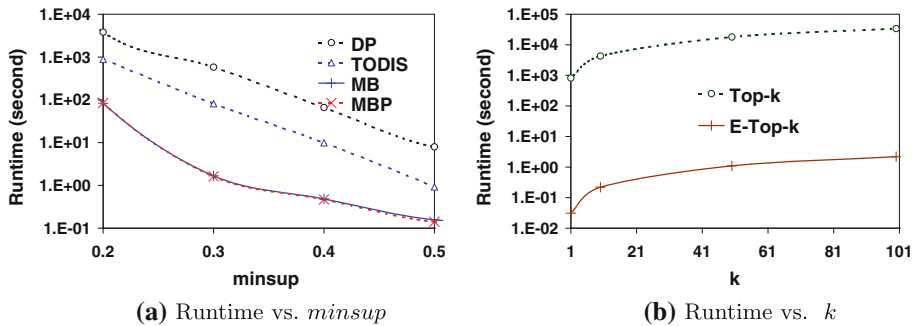 1.E+04
1.E+03
1.E+02
1.E+01
1.E+00
1.E-01
Runtime (second)
DP
TODIS
MB
MBP
0.2 0.3 0.4 0.5
minsup
(a) Runtime vs. minsup
1.E+05
1.E+04
1.E+03
1.E+02
1.E+01
1.E+00
1.E-01
1.E-02
Runtime (second)
Top-k
E-Top-k
1 21 41 61 81 101
k
(b) Runtime vs. k